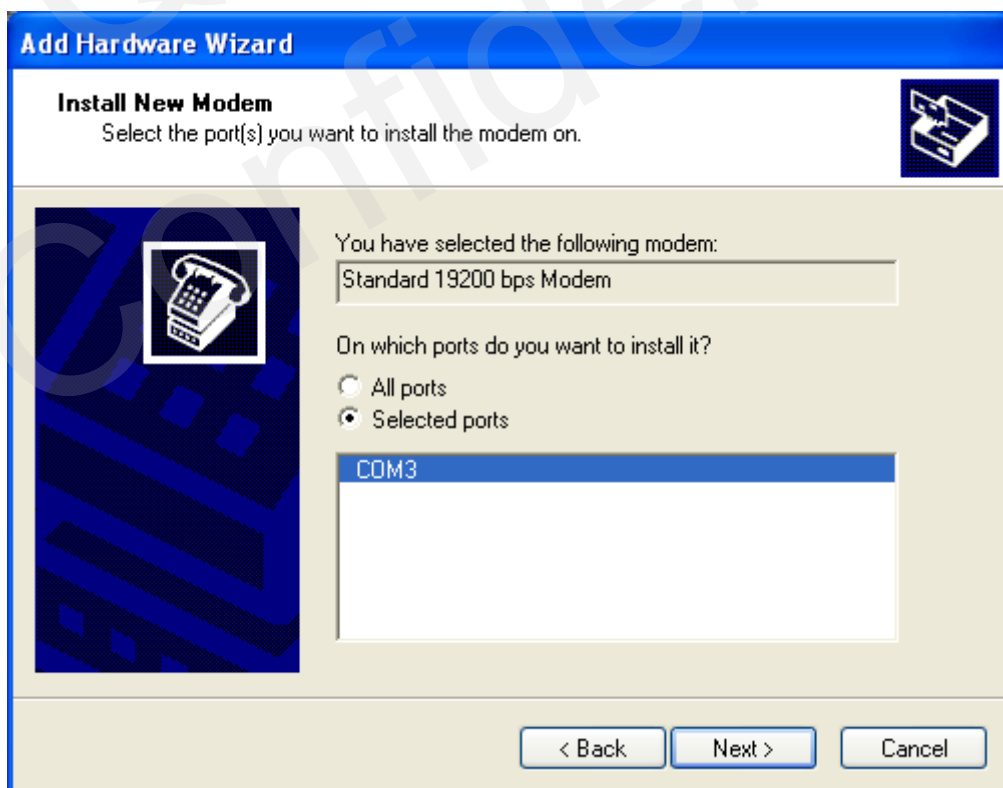 Add Hardware Wizard
Install New Modem
Select the port(s) you want to install the modem on.
You have selected the following modem:
Standard 19200 bps Modem
On which ports do you want to install it?
All ports
Selected ports
COM3
< Back Next > Cancel